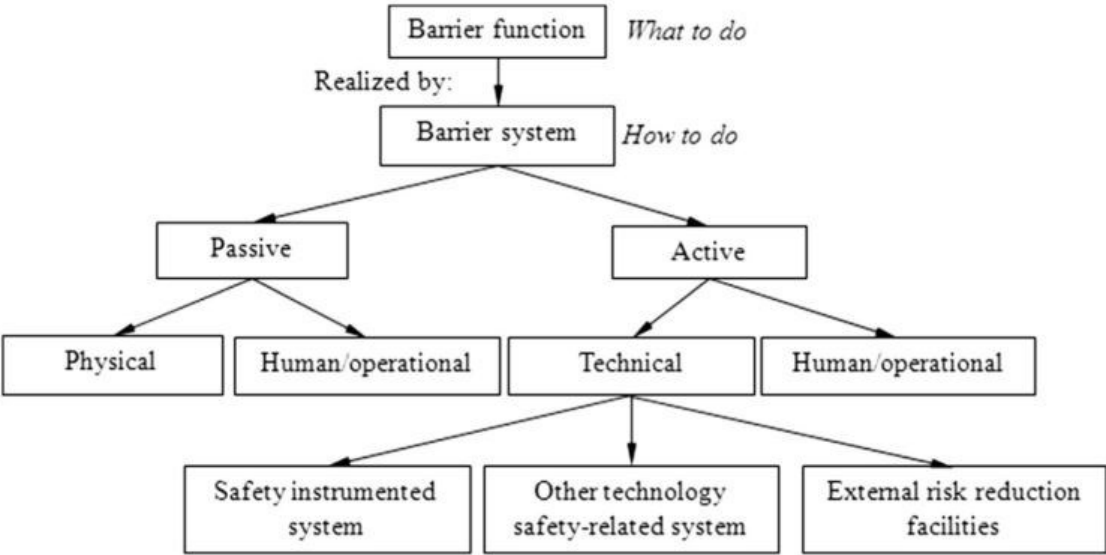 Barrier function
What to do
Realized by:
Barrier system
How to do
Passive
Active
Physical
Human/operational
Technical
Human/operational
Safety instrumented
system
Other technology
safety-related system
External risk reduction
facilities